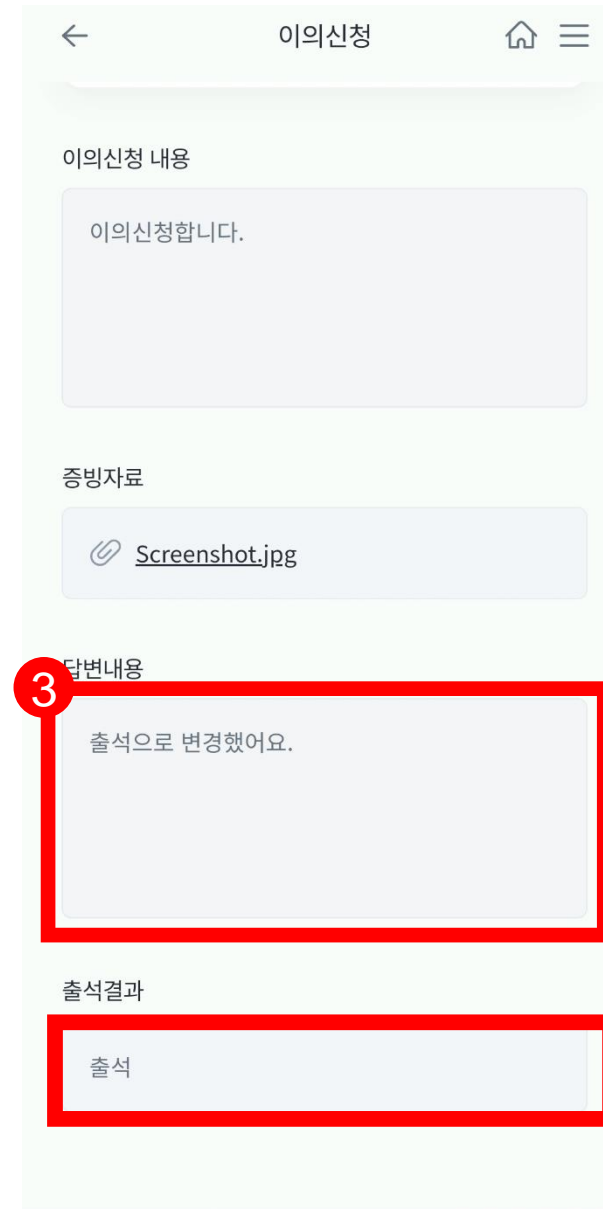 이의신청
이의신청 내용
이의신청합니다.
증빙자료
Screenshot.jpg
답변내용
3
출석으로 변경했어요.
출석결과
출석